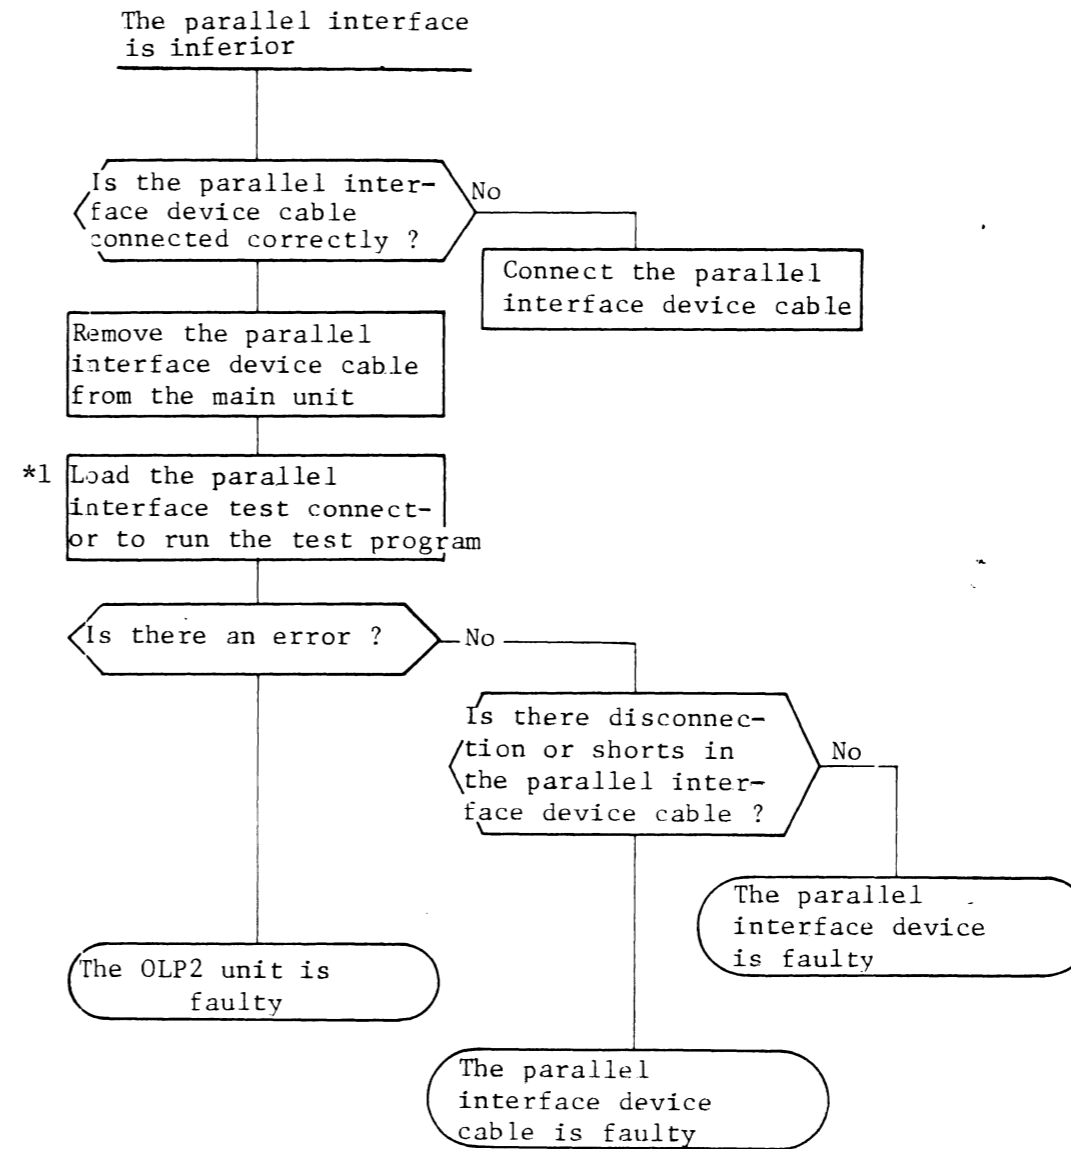 The parallel interface
is inferior
Is the parallel inter-
face device cable
connected correctly ?
No
Connect the parallel
interface device cable
Remove the parallel
interface device cable
from the main unit
*1
Load the parallel
interface test connect-
or to run the test program
Is there an error ?
No
Is there disconnec-
tion or shorts in
the parallel inter-
face device cable ?
No
The parallel
interface device
is faulty
The OLP2 unit is
faulty
The parallel
interface device
cable is faulty